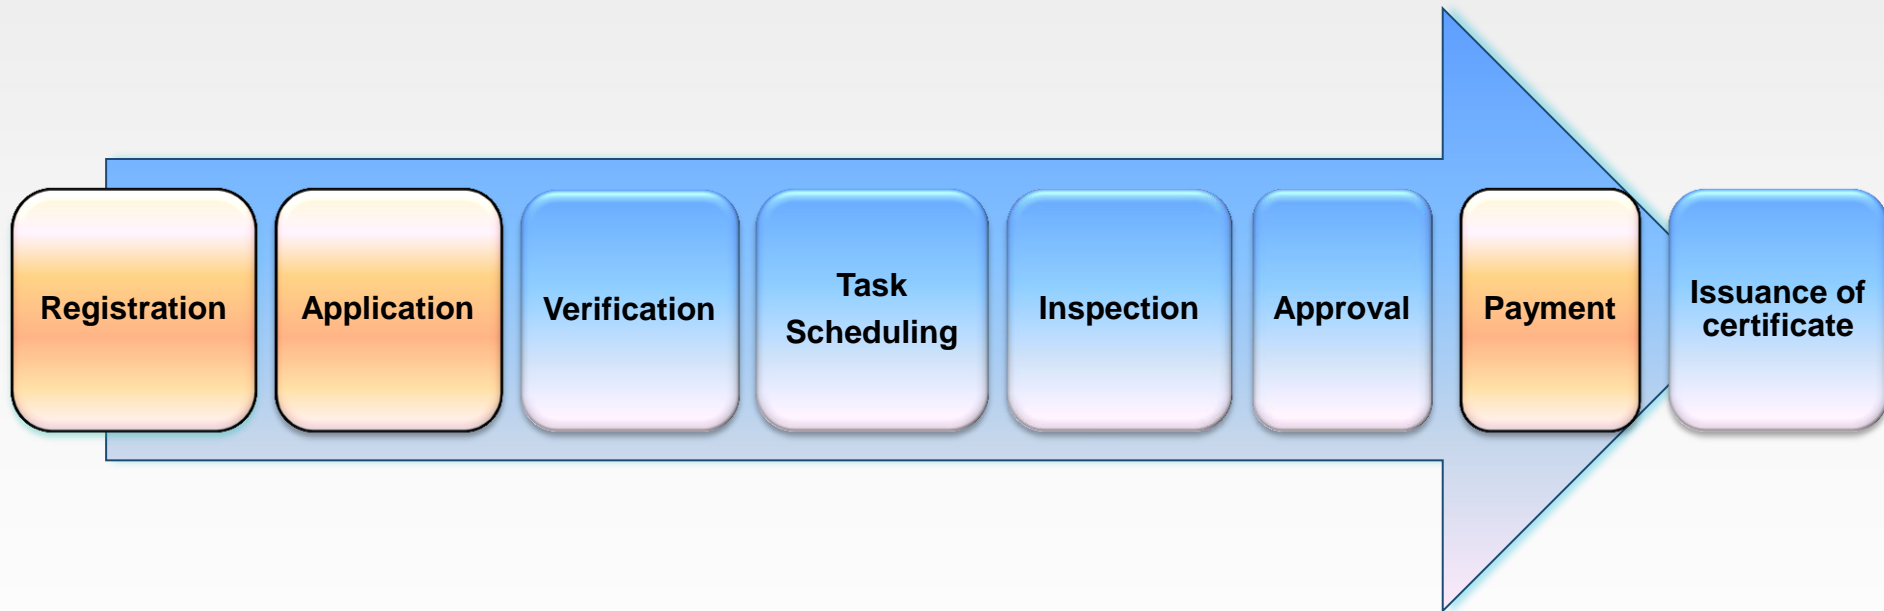 Registration
Application
Verification
Task
Scheduling
Inspection
Approval
Payment
Issuance of
certificate